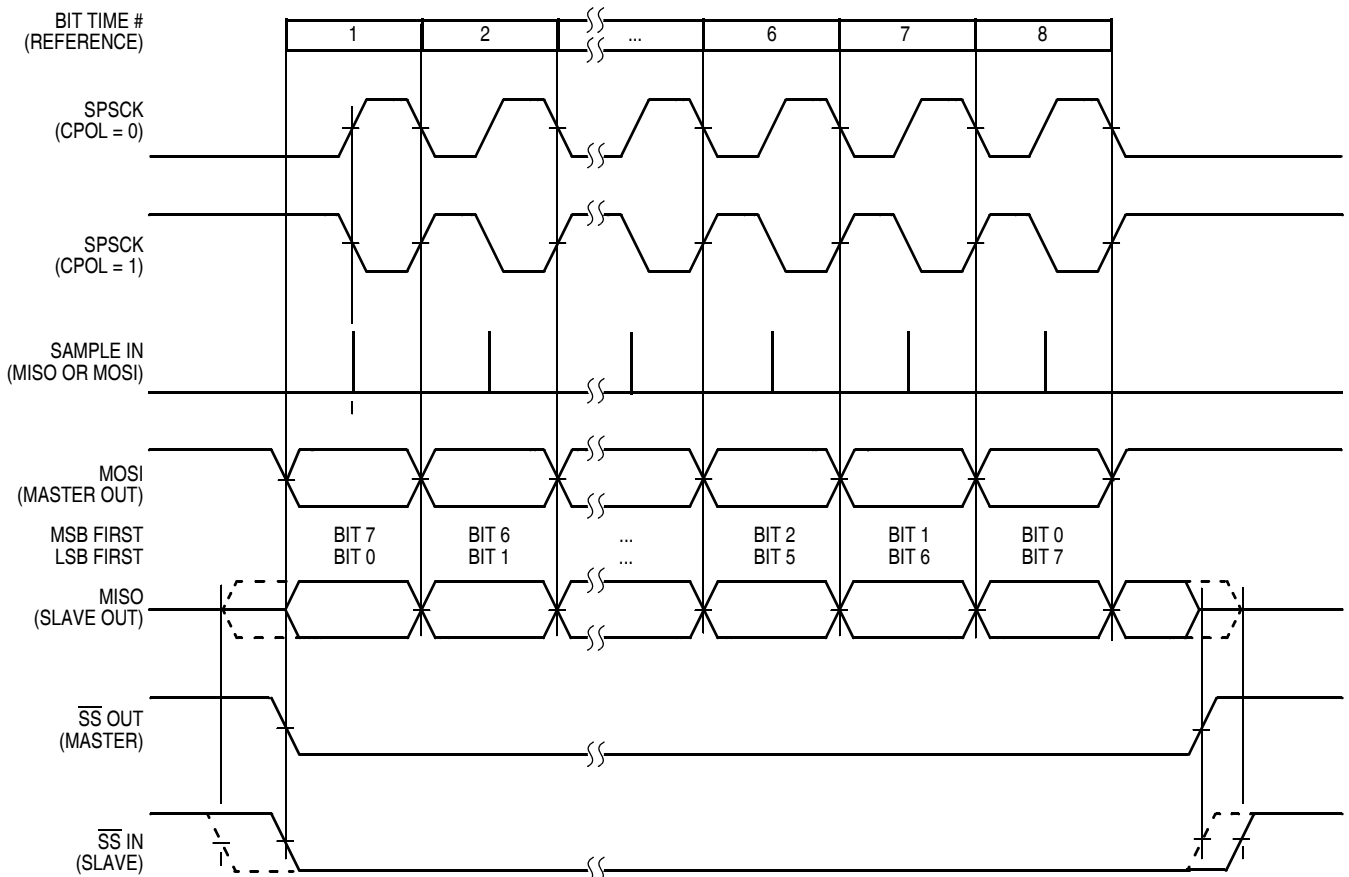 BIT TIME #
(REFERENCE)
1 2 ... 6 7 8
SPSCK
(CPOL = 0)
SPSCK
(CPOL = 1)
SAMPLE IN
(MISO OR MOSI)
MOSI
(MASTER OUT)
MSB FIRST BIT 7 BIT 6 ... BIT 2 BIT 1 BIT 0
LSB FIRST BIT 0 BIT 1 ... BIT 5 BIT 6 BIT 7
MISO
(SLAVE OUT)
S̅S̅ OUT
(MASTER)
S̅S̅ IN
(SLAVE)